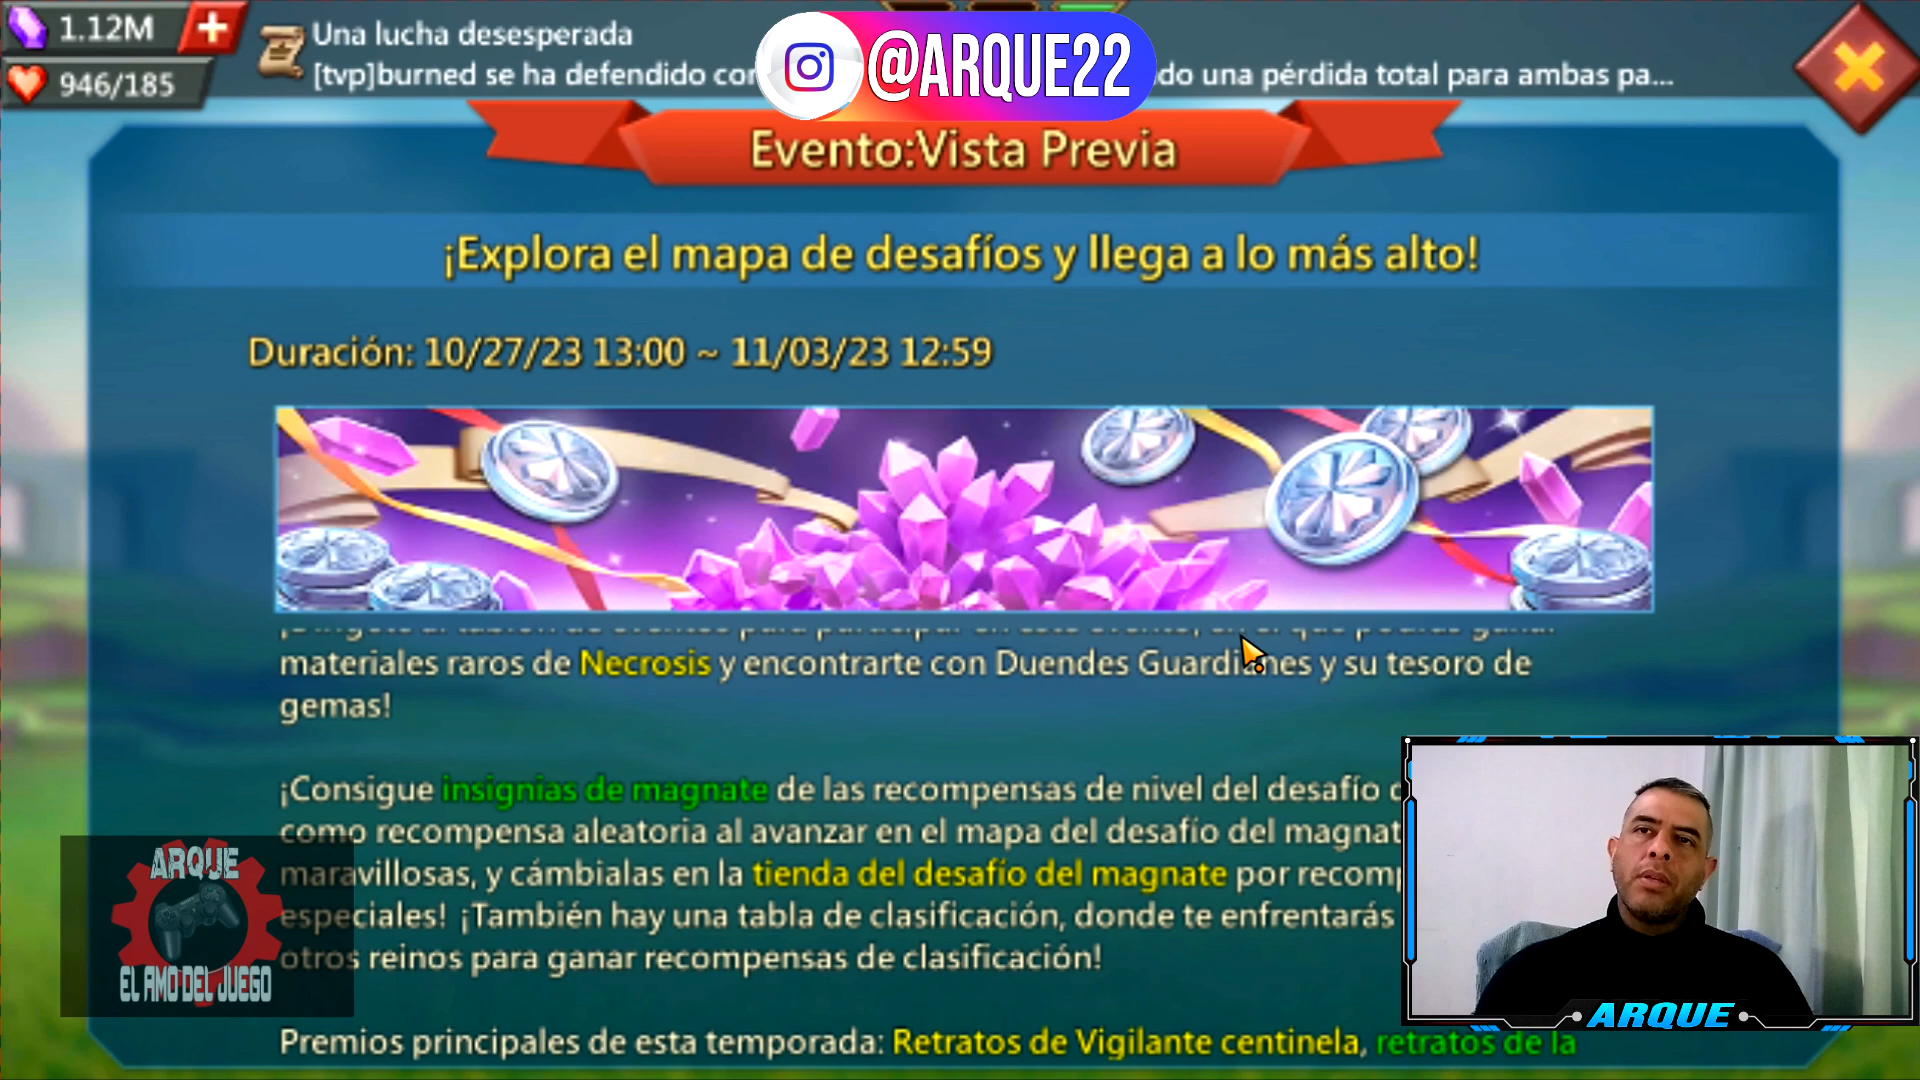 1.12M
946/185
Una lucha desesperada
[tvp]burned se ha defendido con
do una pérdida total para ambas pa...
@ARQUE22
Evento:Vista Previa
¡Explora el mapa de desafíos y llega a lo más alto!
Duración: 10/27/23 13:00 ~ 11/03/23 12:59
materiales raros de Necrosis y encontrarte con Duendes Guardianes y su tesoro de
gemas!
¡Consigue insignias de magnate de las recompensas de nivel del desafío
como recompensa aleatoria al avanzar en el mapa del desafío del magnat
maravillosas, y cámbialas en la tienda del desafío del magnate por recom
especiales! ¡También hay una tabla de clasificación, donde te enfrentarás
otros reinos para ganar recompensas de clasificación!
Premios principales de esta temporada: Retratos de Vigilante centinela, retratos de la
ARQUE
EL AMO DEL JUEGO
ARQUE